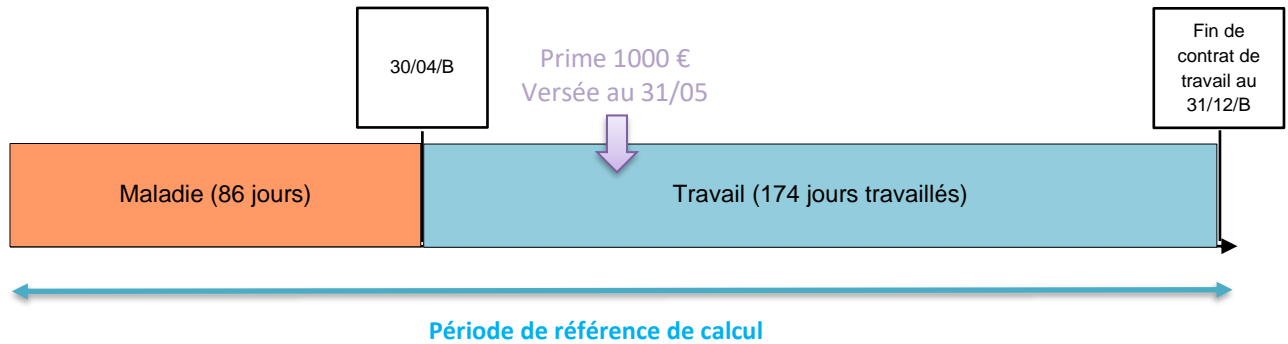 30/04/B
Prime 1000 €
Versée au 31/05
Fin de
contrat de
travail au
31/12/B
Maladie (86 jours)
Travail (174 jours travaillés)
Période de référence de calcul